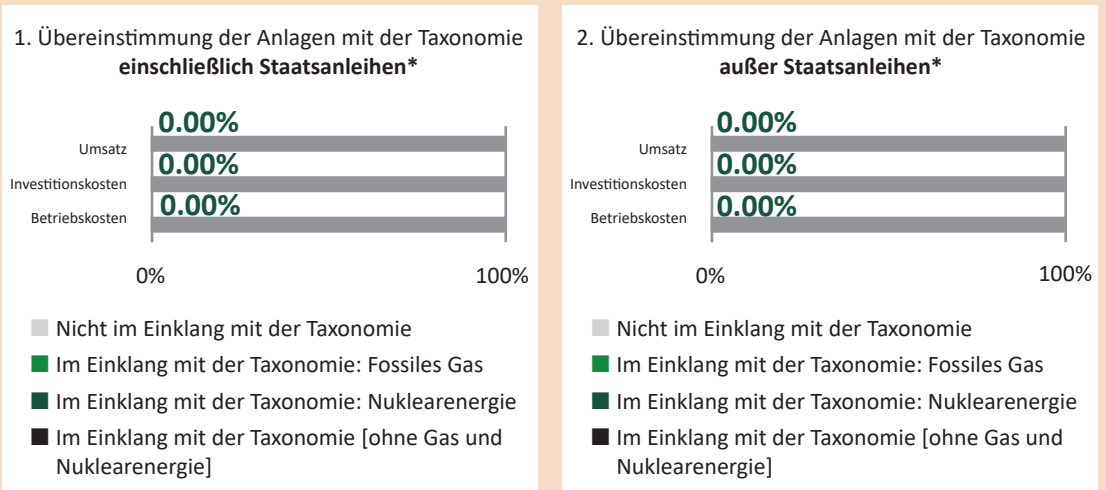 1. Übereinstimmung der Anlagen mit der Taxonomie
einschließlich Staatsanleihen*
0.00%
Umsatz
0.00%
Investitionskosten
0.00%
Betriebskosten
0%
100%
Nicht im Einklang mit der Taxonomie
Im Einklang mit der Taxonomie: Fossiles Gas
Im Einklang mit der Taxonomie: Nuklearenergie
Im Einklang mit der Taxonomie [ohne Gas und
Nuklearenergie]
2. Übereinstimmung der Anlagen mit der Taxonomie
außer Staatsanleihen*
0.00%
Umsatz
0.00%
Investitionskosten
0.00%
Betriebskosten
0%
100%
Nicht im Einklang mit der Taxonomie
Im Einklang mit der Taxonomie: Fossiles Gas
Im Einklang mit der Taxonomie: Nuklearenergie
Im Einklang mit der Taxonomie [ohne Gas und
Nuklearenergie]